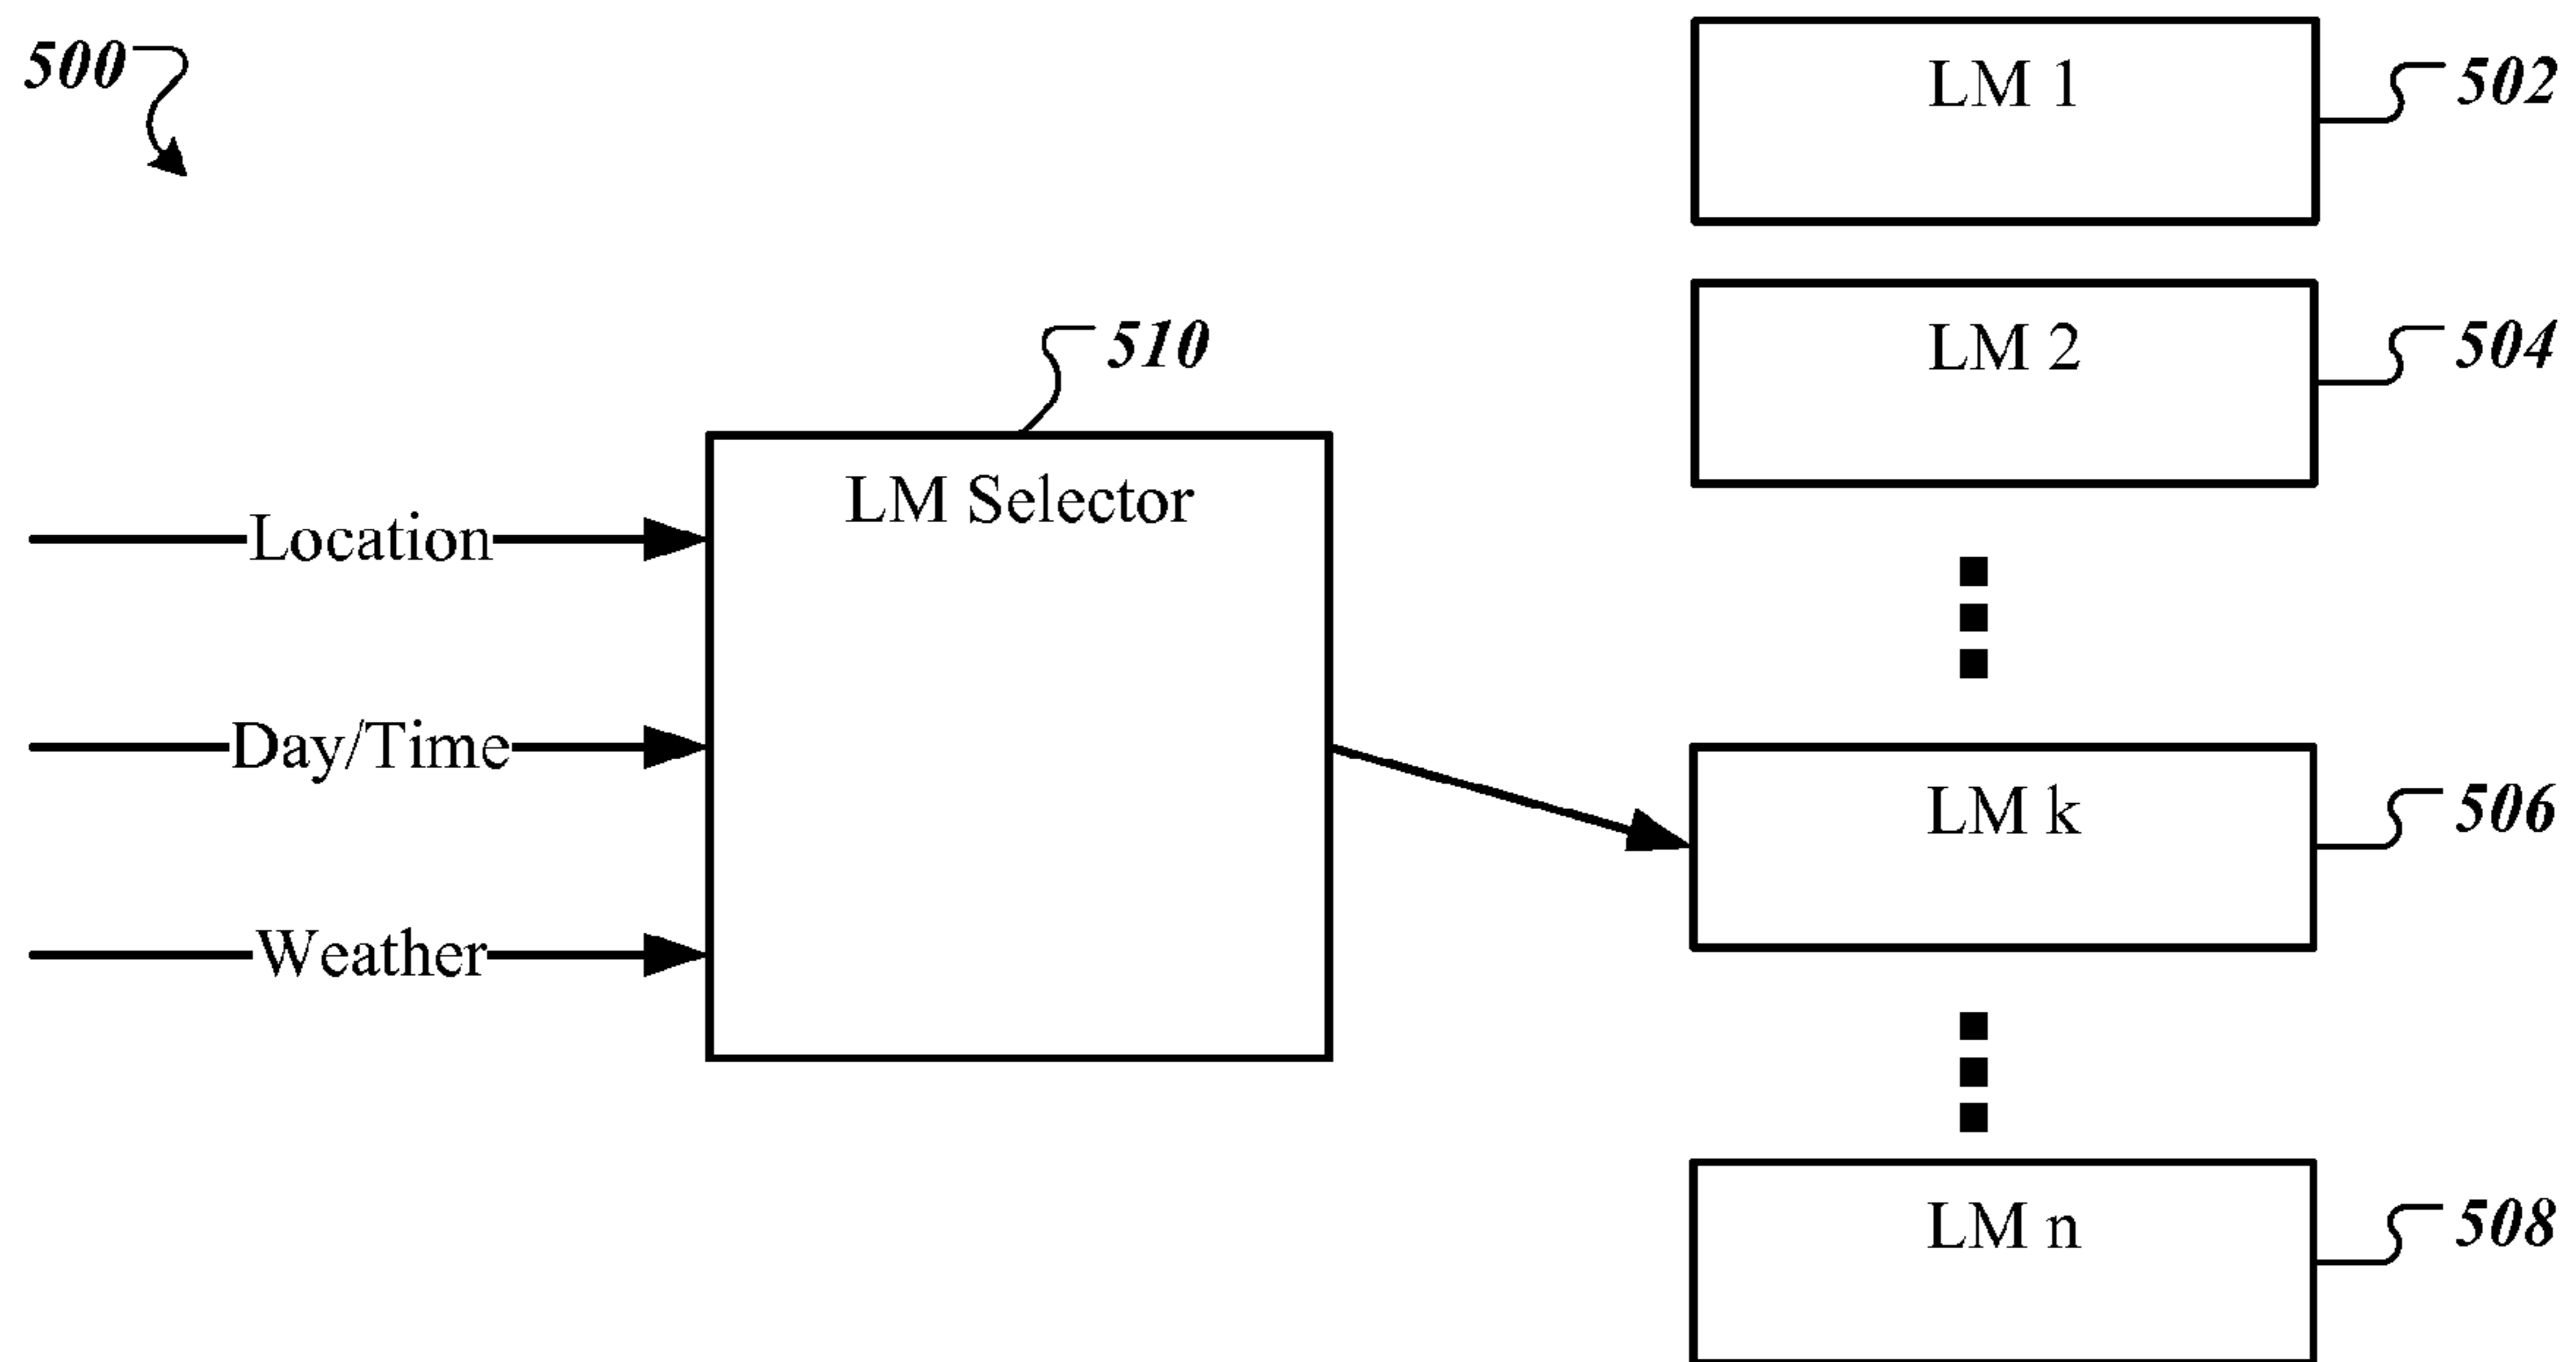 500
LM 1
502
LM 2
504
510
LM Selector
Location
Day/Time
Weather
LM k
506
LM n
508